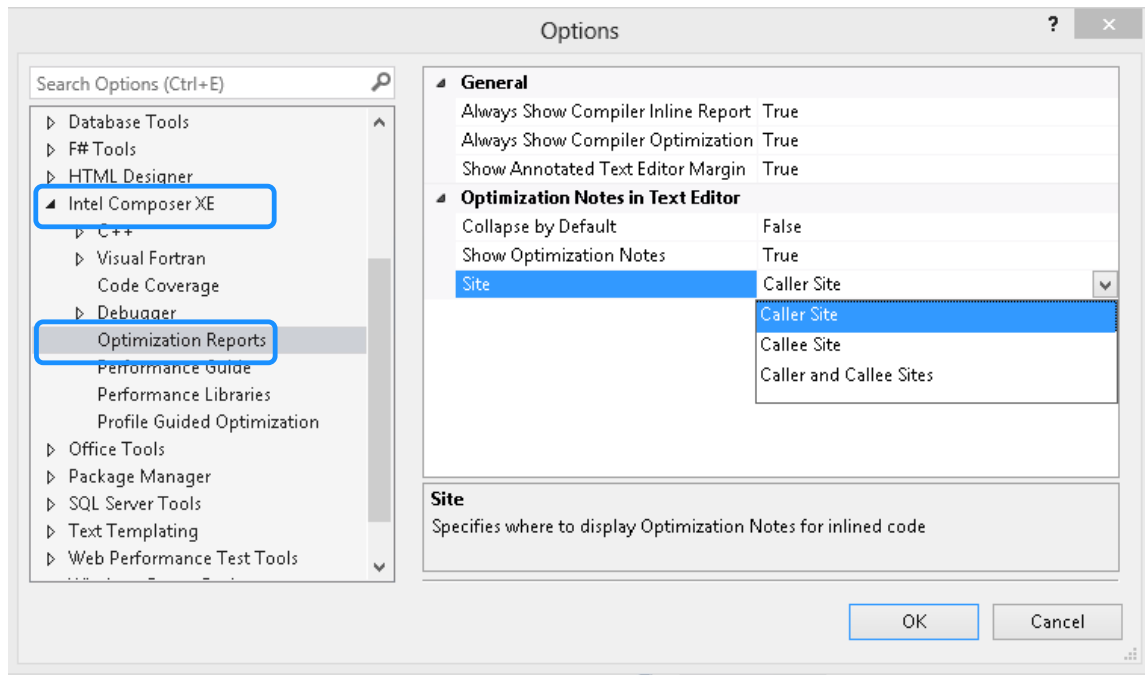 Options
?
Search Options (Ctrl+E)
Database Tools
F# Tools
HTML Designer
Intel Composer XE
C++
Visual Fortran
Code Coverage
Debugger
Optimization Reports
Performance Guide
Performance Libraries
Profile Guided Optimization
Office Tools
Package Manager
SQL Server Tools
Text Templating
Web Performance Test Tools
General
Always Show Compiler Inline Report True
Always Show Compiler Optimization True
Show Annotated Text Editor Margin True
Optimization Notes in Text Editor
Collapse by Default False
Show Optimization Notes True
Site Caller Site
Caller Site
Callee Site
Caller and Callee Sites
Site
Specifies where to display Optimization Notes for inlined code
OK Cancel